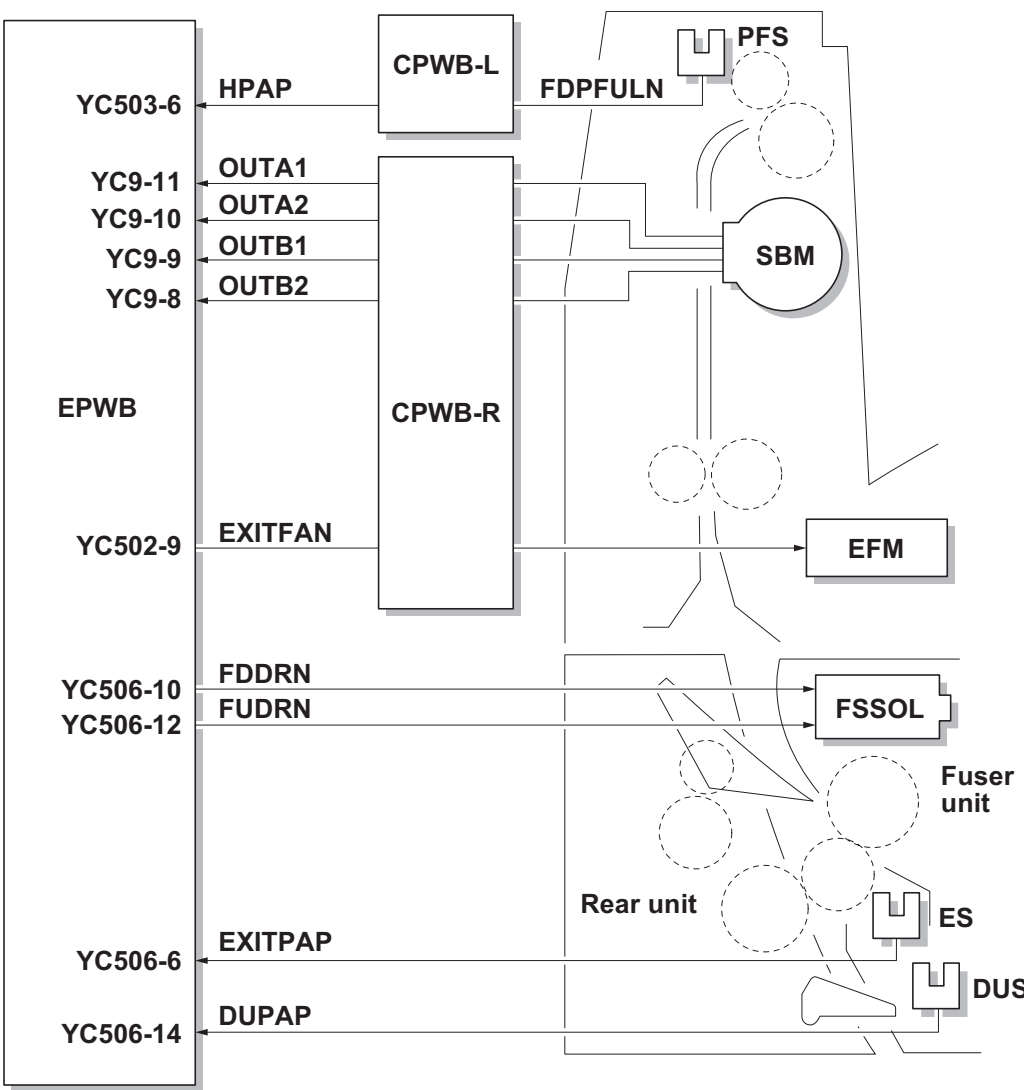 PFS
CPWB-L
HPAP
FDPFULN
YC503-6
OUTA1
YC9-11
OUTA2
YC9-10
OUTB1
YC9-9
SBM
OUTB2
YC9-8
EPWB
CPWB-R
EXITFAN
YC502-9
EFM
FDDRN
YC506-10
FUDRN
YC506-12
FSSOL
Fuser
unit
Rear unit
ES
EXITPAP
YC506-6
DUS
DUPAP
YC506-14